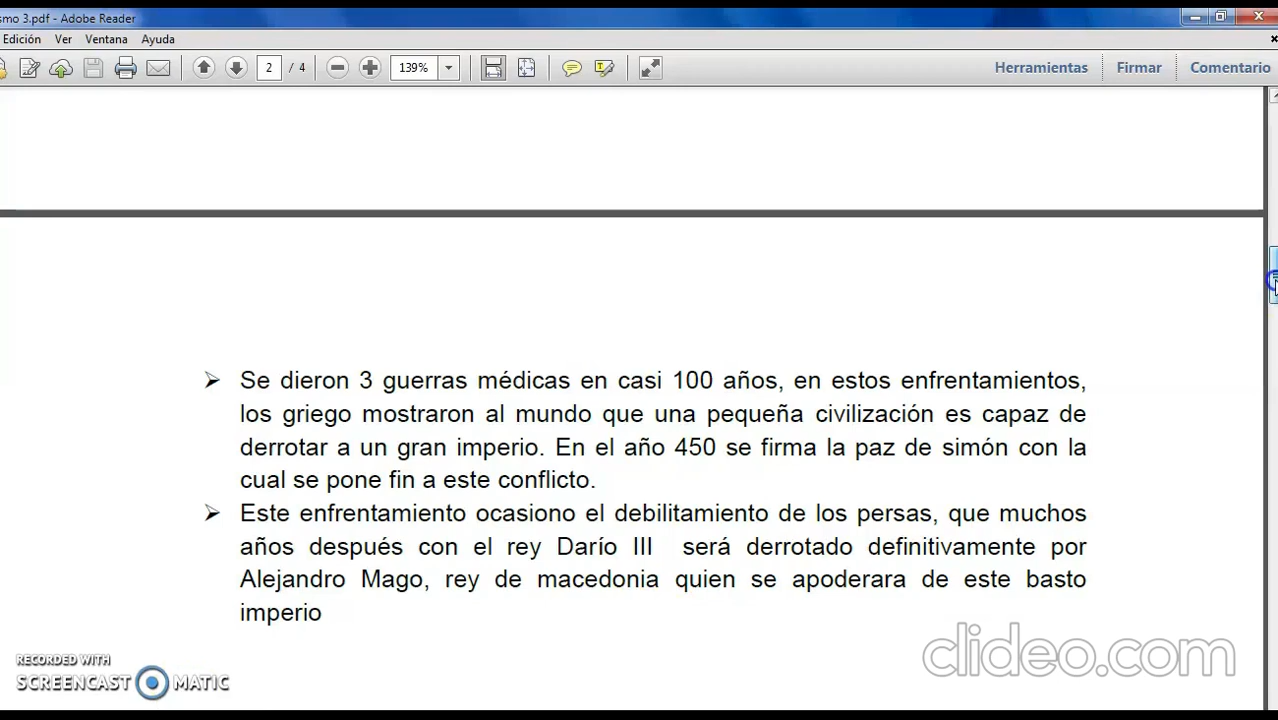 smo 3.pdf - Adobe Reader
Edición Ver Ventana Ayuda
2 / 4 139% Herramientas Firmar Comentario
➢ Se dieron 3 guerras médicas en casi 100 años, en estos enfrentamientos,
los griego mostraron al mundo que una pequeña civilización es capaz de
derrotar a un gran imperio. En el año 450 se firma la paz de simón con la
cual se pone fin a este conflicto.
➢ Este enfrentamiento ocasiono el debilitamiento de los persas, que muchos
años después con el rey Darío III será derrotado definitivamente por
Alejandro Mago, rey de macedonia quien se apoderara de este basto
imperio
RECORDED WITH
SCREENCAST MATIC
clideo.com